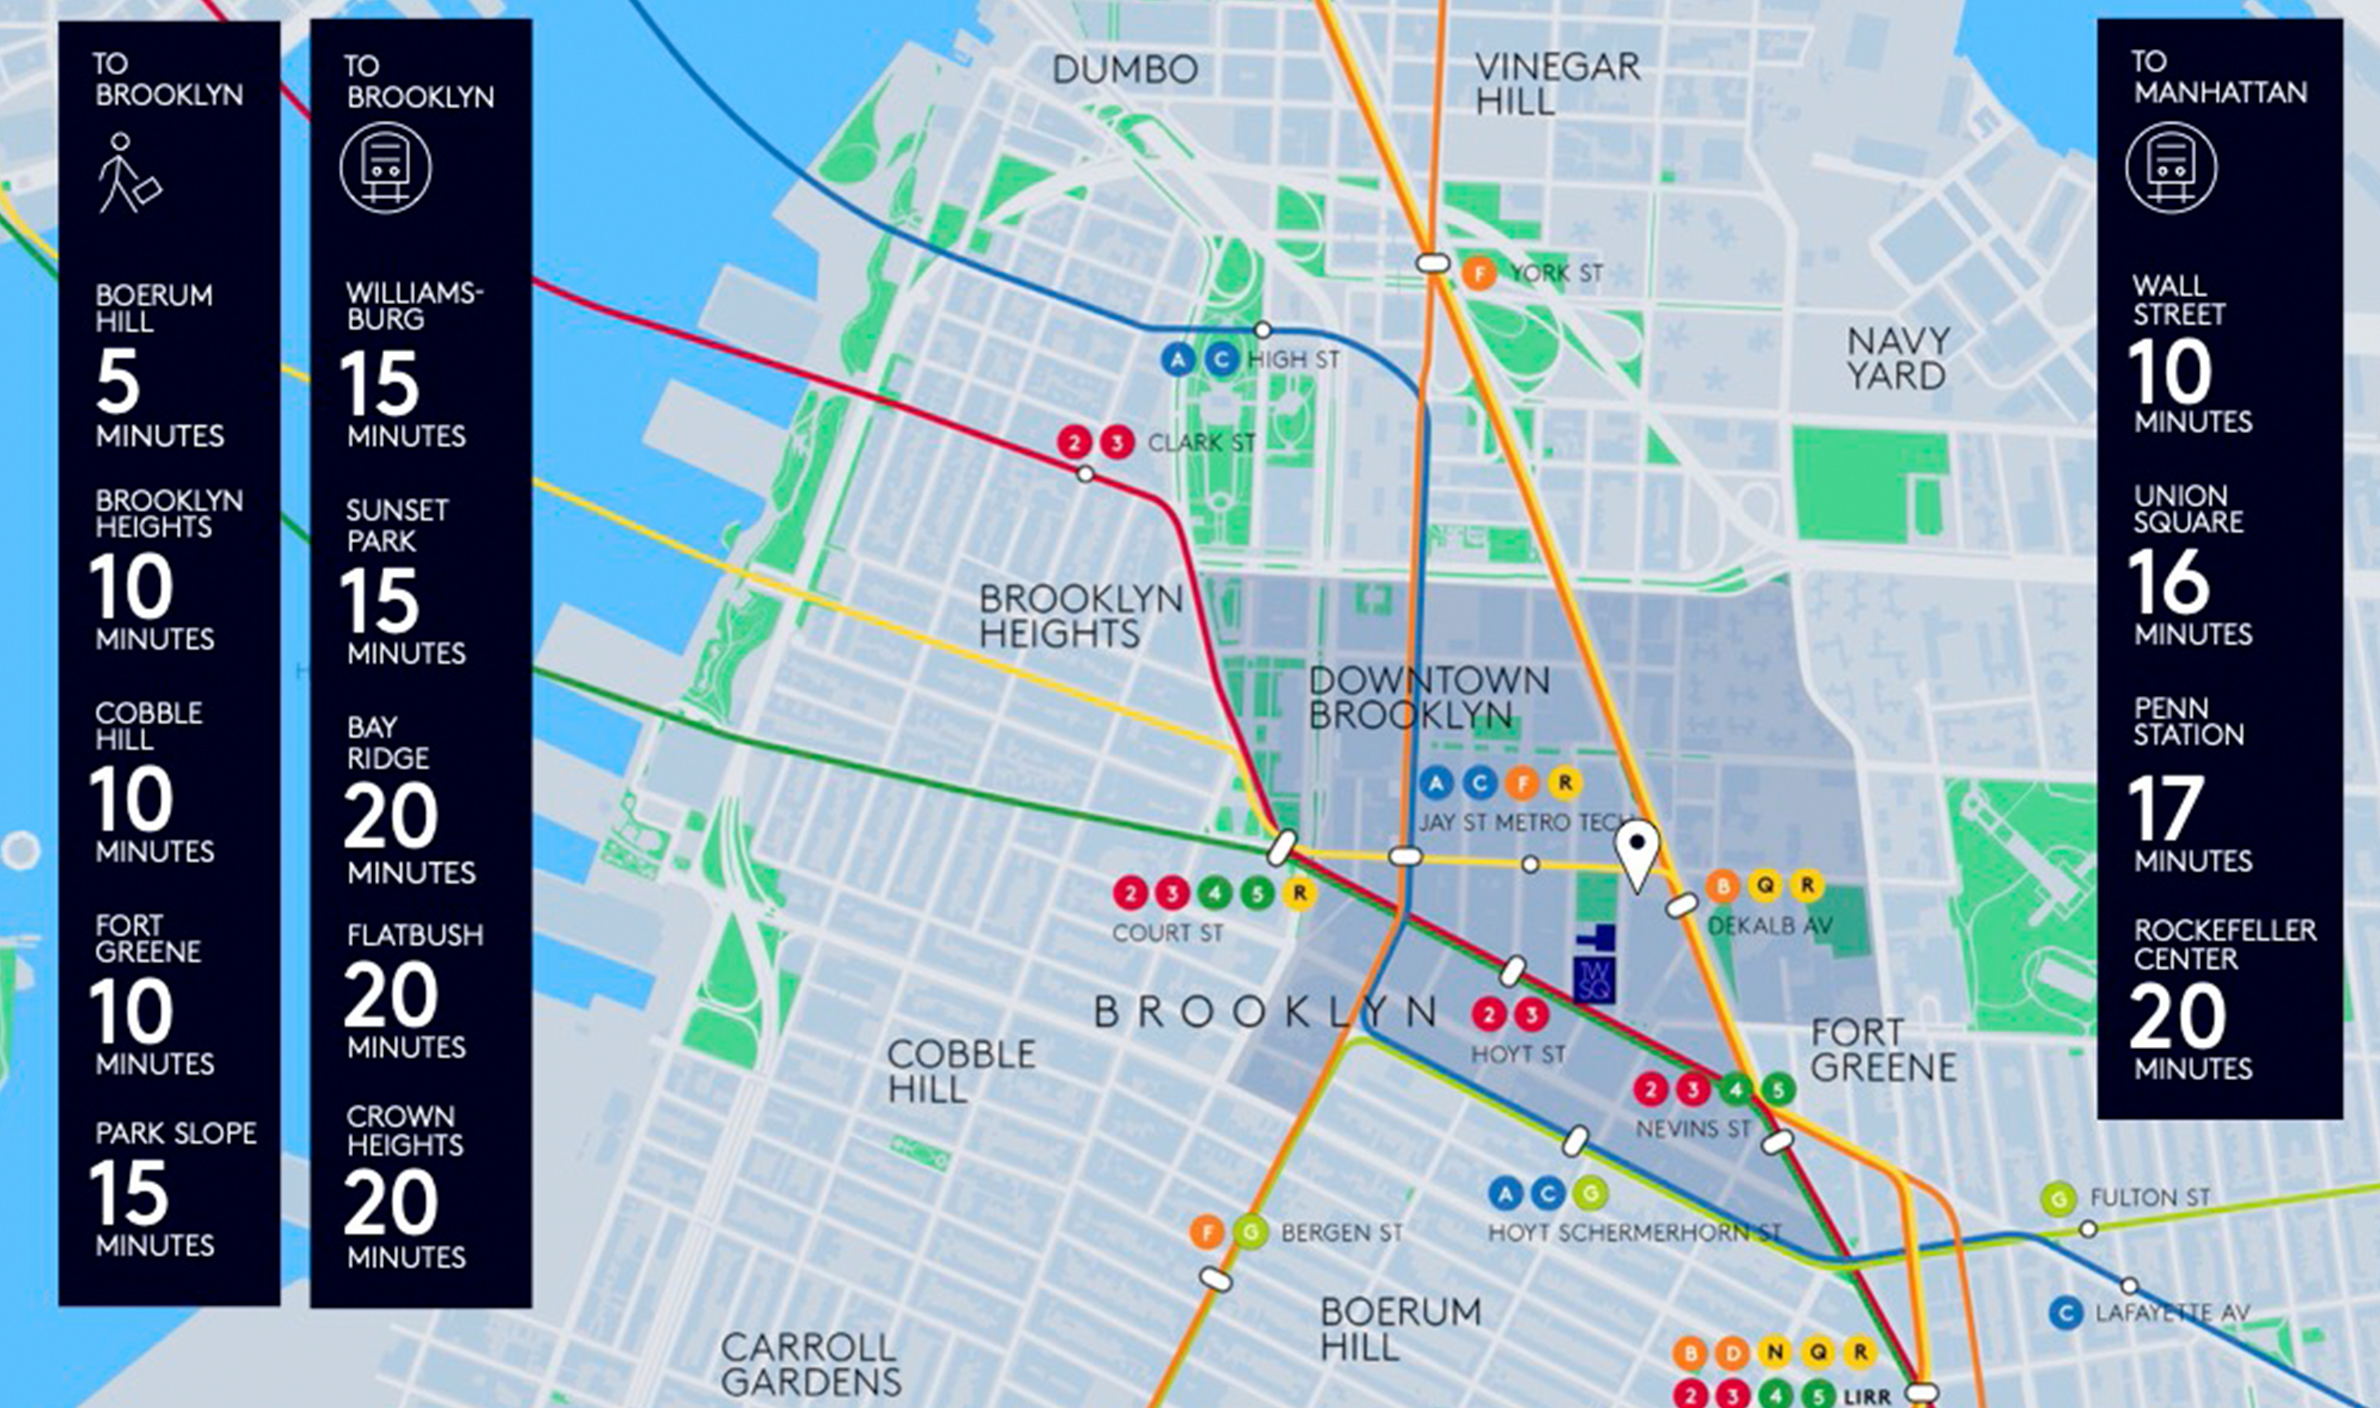 TO
BROOKLYN
BOERUM
HILL
5
MINUTES
BROOKLYN
HEIGHTS
10
MINUTES
COBBLE
HILL
10
MINUTES
FORT
GREENE
10
MINUTES
PARK SLOPE
15
MINUTES
TO
BROOKLYN
WILLIAMS-
BURG
15
MINUTES
SUNSET
PARK
15
MINUTES
BAY
RIDGE
20
MINUTES
FLATBUSH
20
MINUTES
CROWN
HEIGHTS
20
MINUTES
DUMBO
VINEGAR
HILL
F YORK ST
NAVY
YARD
A C HIGH ST
2 3 CLARK ST
BROOKLYN
HEIGHTS
DOWNTOWN
BROOKLYN
A C F R
JAY ST METRO TECH
2 3 4 5 R
COURT ST
B Q R
DEKALB AV
TW
SQ
BROOKLYN
2 3
HOYT ST
COBBLE
HILL
FORT
GREENE
2 3 4 5
NEVINS ST
A C G
HOYT SCHERMERHORN ST
F G BERGEN ST
G FULTON ST
C LAFAYETTE AV
BOERUM
HILL
CARROLL
GARDENS
B D N Q R
2 3 4 5 LIRR
TO
MANHATTAN
WALL
STREET
10
MINUTES
UNION
SQUARE
16
MINUTES
PENN
STATION
17
MINUTES
ROCKEFELLER
CENTER
20
MINUTES